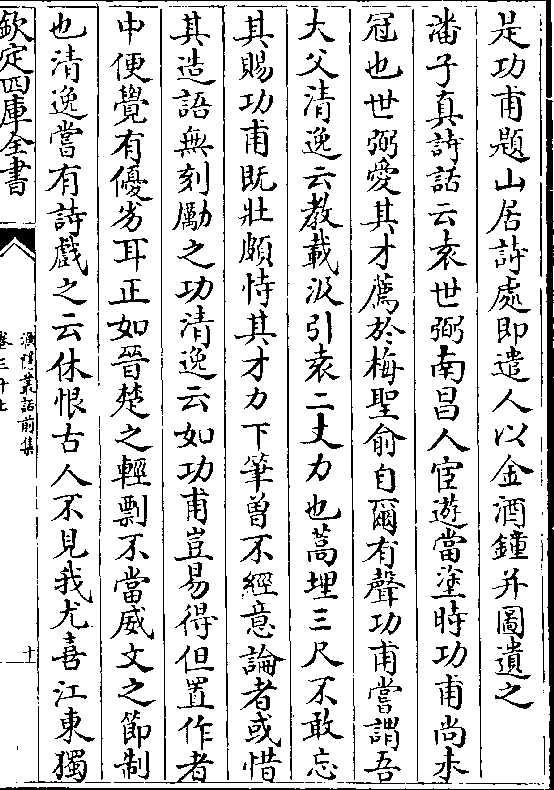 是功甫題山居詩處即遣人以金酒鐘并圖遺之
潘子真詩話云袁世弼南昌人宦遊當塗時功甫尚未
冠也世弼愛其才薦於梅聖俞自爾有聲功甫嘗謂吾
大父清逸云教載汲引袁二丈力也蒿埋三尺不敢忘
其賜功甫既壯頗恃其才力下筆曽不經意論者或惜
其造語無刻勵之功清逸云如功甫豈易得但置作者
中便覺有優劣耳正如晉楚之輕剽不當威文之節制
也清逸嘗有詩戲之云休恨古人不見我尤喜江東獨
欽定四庫全書
漁隱叢話前集
卷三十七
十